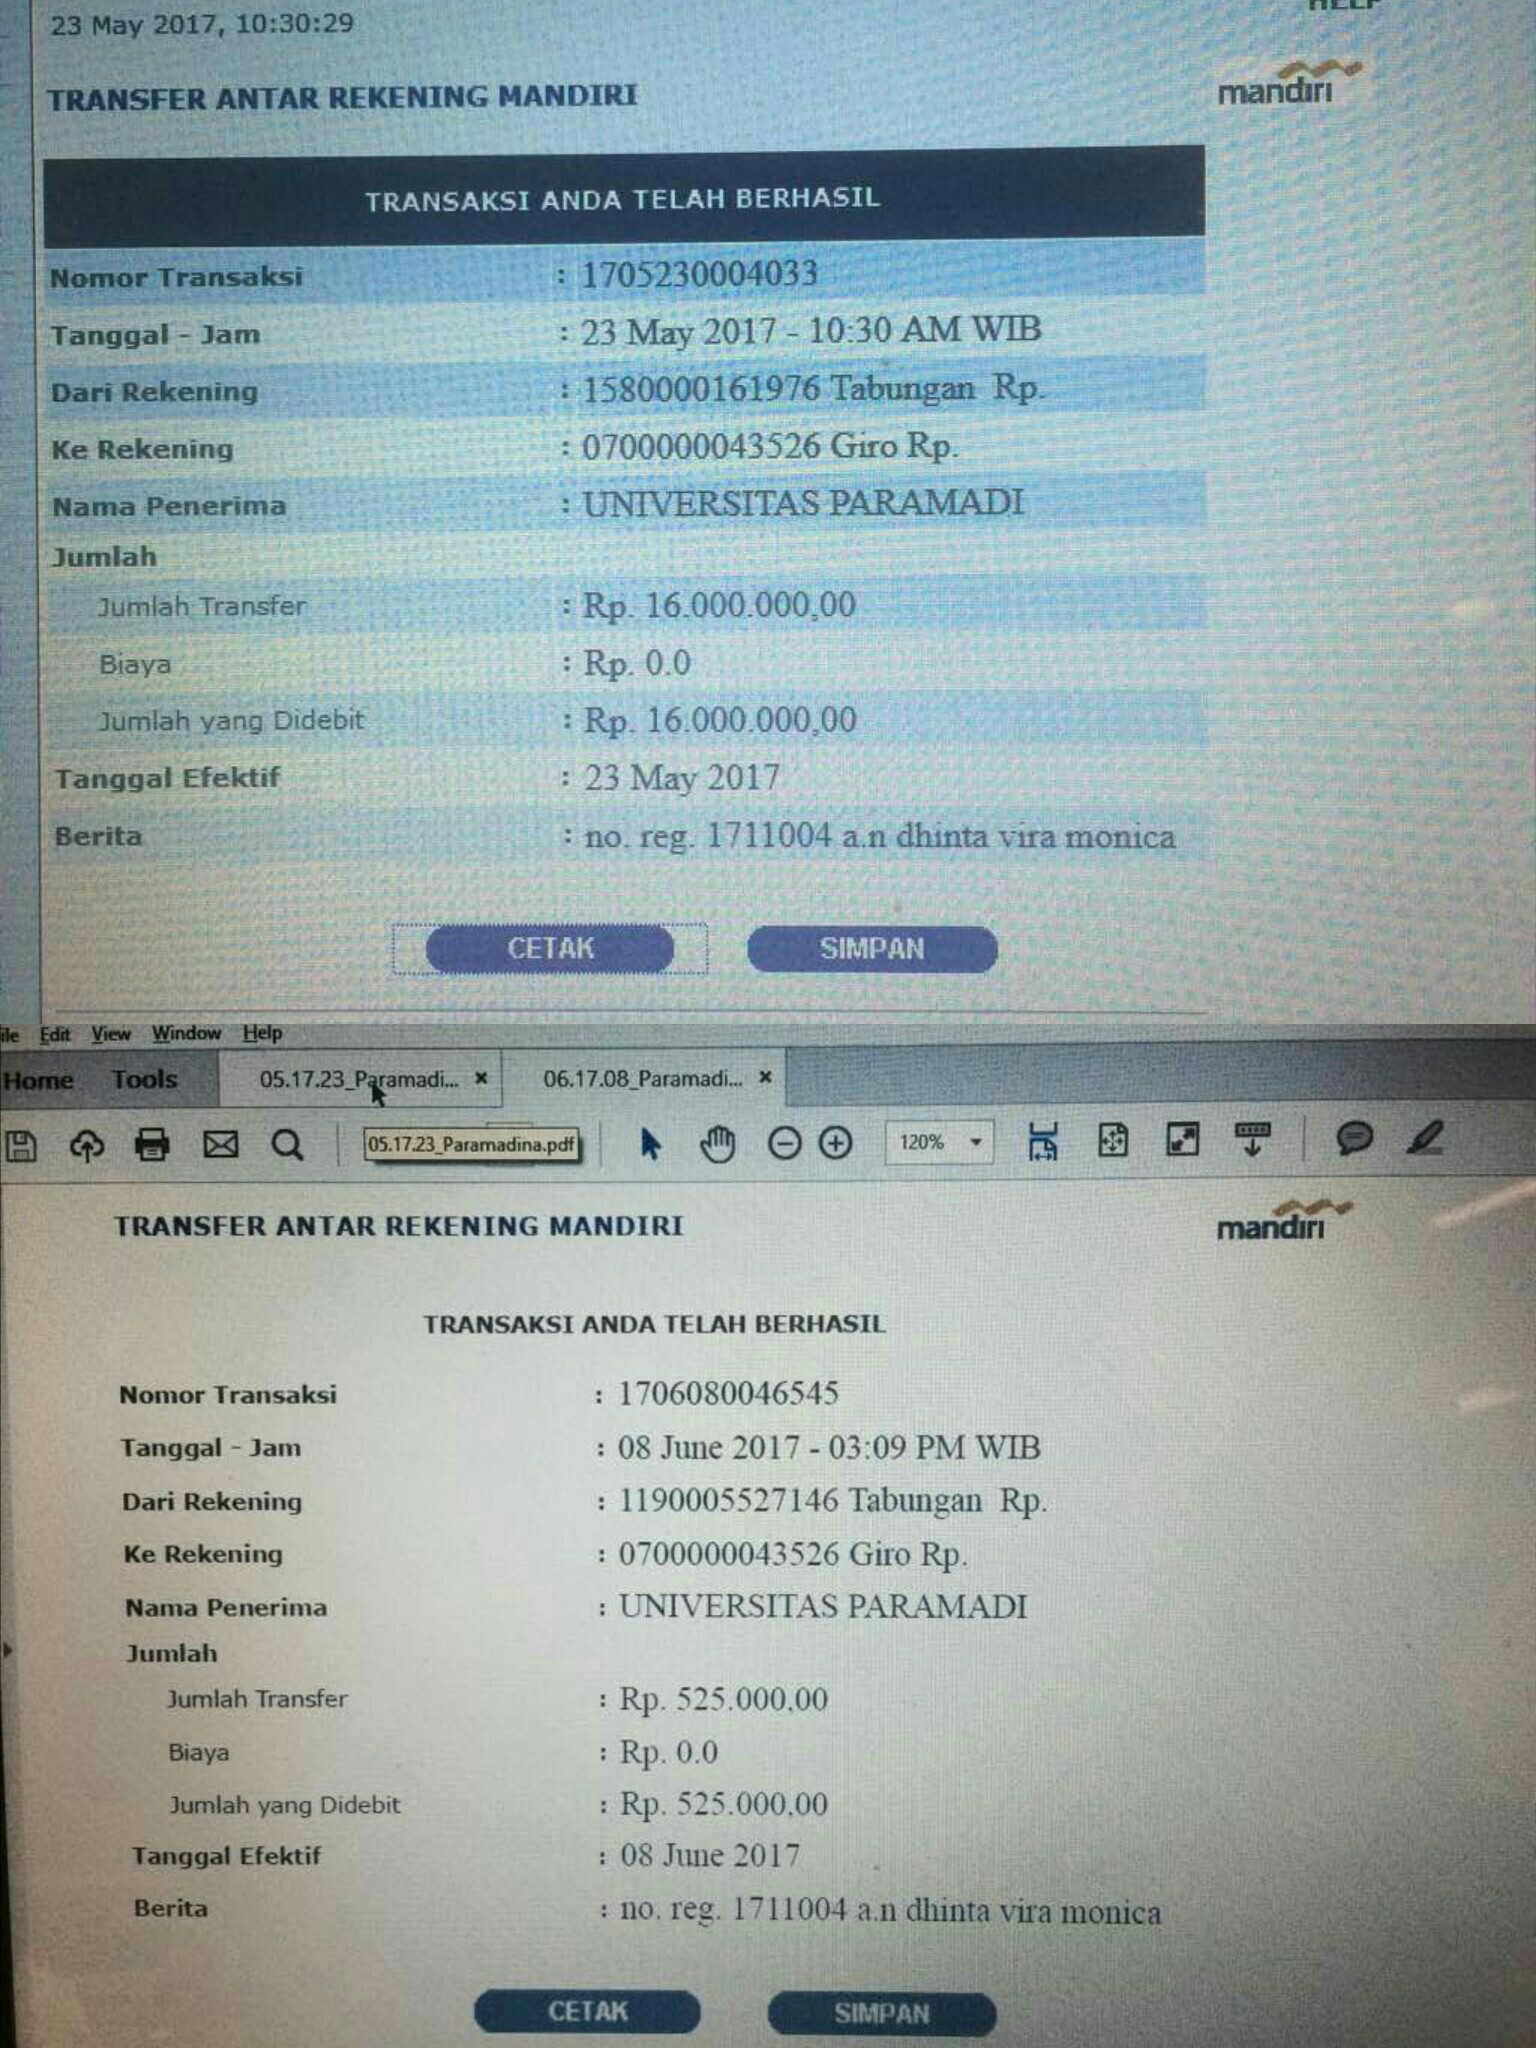 23 May 2017, 10:30:29
HELP
TRANSFER ANTAR REKENING MANDIRI
mandiri
TRANSAKSI ANDA TELAH BERHASIL
Nomor Transaksi : 1705230004033
Tanggal - Jam : 23 May 2017 - 10:30 AM WIB
Dari Rekening : 1580000161976 Tabungan Rp.
Ke Rekening : 0700000043526 Giro Rp.
Nama Penerima : UNIVERSITAS PARAMADI
Jumlah
Jumlah Transfer : Rp. 16.000.000,00
Biaya : Rp. 0.0
Jumlah yang Didebit : Rp. 16.000.000,00
Tanggal Efektif : 23 May 2017
Berita : no. reg. 1711004 a.n dhinta vira monica
CETAK SIMPAN
ile Edit View Window Help
Home Tools 05.17.23_Paramadi... × 06.17.08_Paramadi... ×
05.17.23_Paramadina.pdf 120%
TRANSFER ANTAR REKENING MANDIRI
mandiri
TRANSAKSI ANDA TELAH BERHASIL
Nomor Transaksi : 1706080046545
Tanggal - Jam : 08 June 2017 - 03:09 PM WIB
Dari Rekening : 1190005527146 Tabungan Rp.
Ke Rekening : 0700000043526 Giro Rp.
Nama Penerima : UNIVERSITAS PARAMADI
Jumlah
Jumlah Transfer : Rp. 525.000,00
Biaya : Rp. 0.0
Jumlah yang Didebit : Rp. 525.000,00
Tanggal Efektif : 08 June 2017
Berita : no. reg. 1711004 a.n dhinta vira monica
CETAK SIMPAN